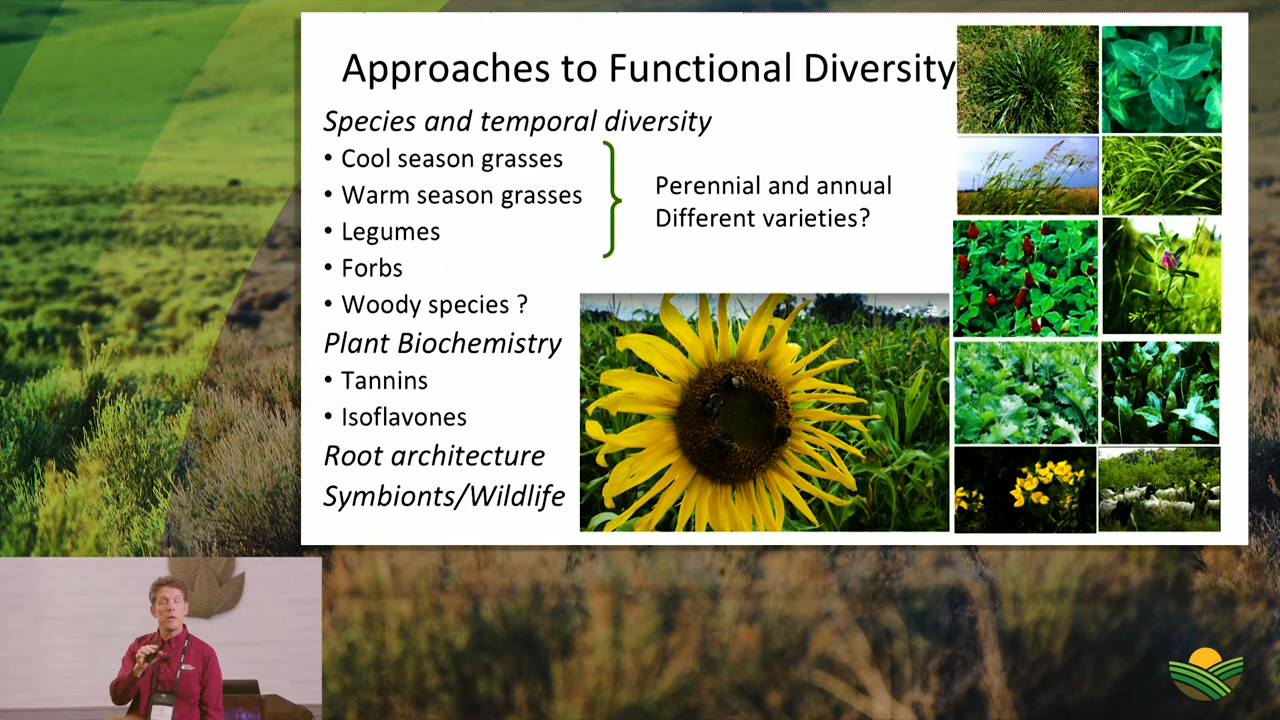 Approaches to Functional Diversity
Species and temporal diversity
• Cool season grasses
• Warm season grasses
• Legumes
• Forbs
• Woody species ?
Perennial and annual
Different varieties?
Plant Biochemistry
• Tannins
• Isoflavones
Root architecture
Symbionts/Wildlife